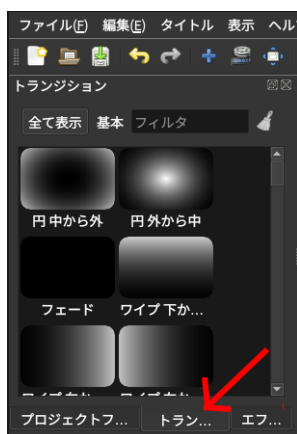 ファイル(F) 編集(E) タイトル 表示 ヘル
トランジション
全て表示 基本 フィルタ
円 中から外 円 外から中
フェード ワイプ 下か...
プロジェクトフ... トラン... エフ...